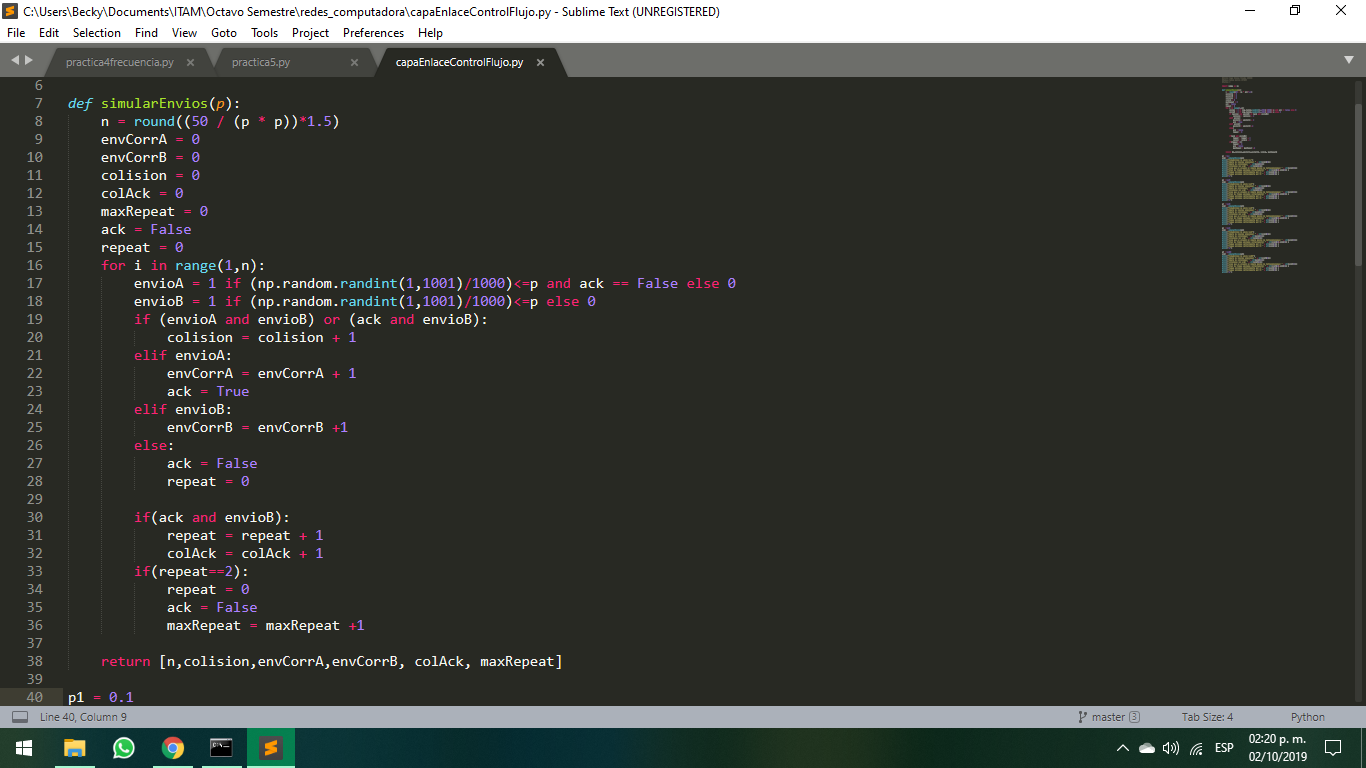 C:\Users\Becky\Documents\ITAM\Octavo Semestre\redes_computadora\capaEnlaceControlFlujo.py - Sublime Text (UNREGISTERED)
File Edit Selection Find View Goto Tools Project Preferences Help
practica4frecuencia.py practica5.py capaEnlaceControlFlujo.py
6
7 def simularEnvios(p):
8     n = round((50 / (p * p))*1.5)
9     envCorrA = 0
10     envCorrB = 0
11     colision = 0
12     colAck = 0
13     maxRepeat = 0
14     ack = False
15     repeat = 0
16     for i in range(1,n):
17         envioA = 1 if (np.random.randint(1,1001)/1000)<=p and ack == False else 0
18         envioB = 1 if (np.random.randint(1,1001)/1000)<=p else 0
19         if (envioA and envioB) or (ack and envioB):
20             colision = colision + 1
21         elif envioA:
22             envCorrA = envCorrA + 1
23             ack = True
24         elif envioB:
25             envCorrB = envCorrB +1
26         else:
27             ack = False
28             repeat = 0
29
30         if(ack and envioB):
31             repeat = repeat + 1
32             colAck = colAck + 1
33         if(repeat==2):
34             repeat = 0
35             ack = False
36             maxRepeat = maxRepeat +1
37
38     return [n,colision,envCorrA,envCorrB, colAck, maxRepeat]
39
40 p1 = 0.1
Line 40, Column 9 master 3 Tab Size: 4 Python
ESP 02:20 p. m.
02/10/2019